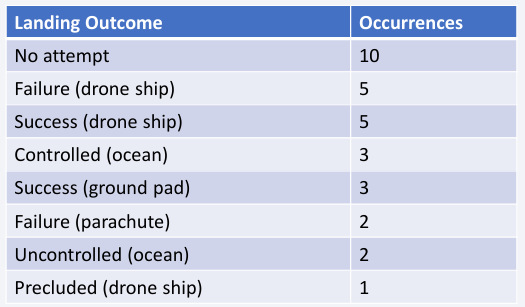 Landing Outcome Occurrences
No attempt 10
Failure (drone ship) 5
Success (drone ship) 5
Controlled (ocean) 3
Success (ground pad) 3
Failure (parachute) 2
Uncontrolled (ocean) 2
Precluded (drone ship) 1